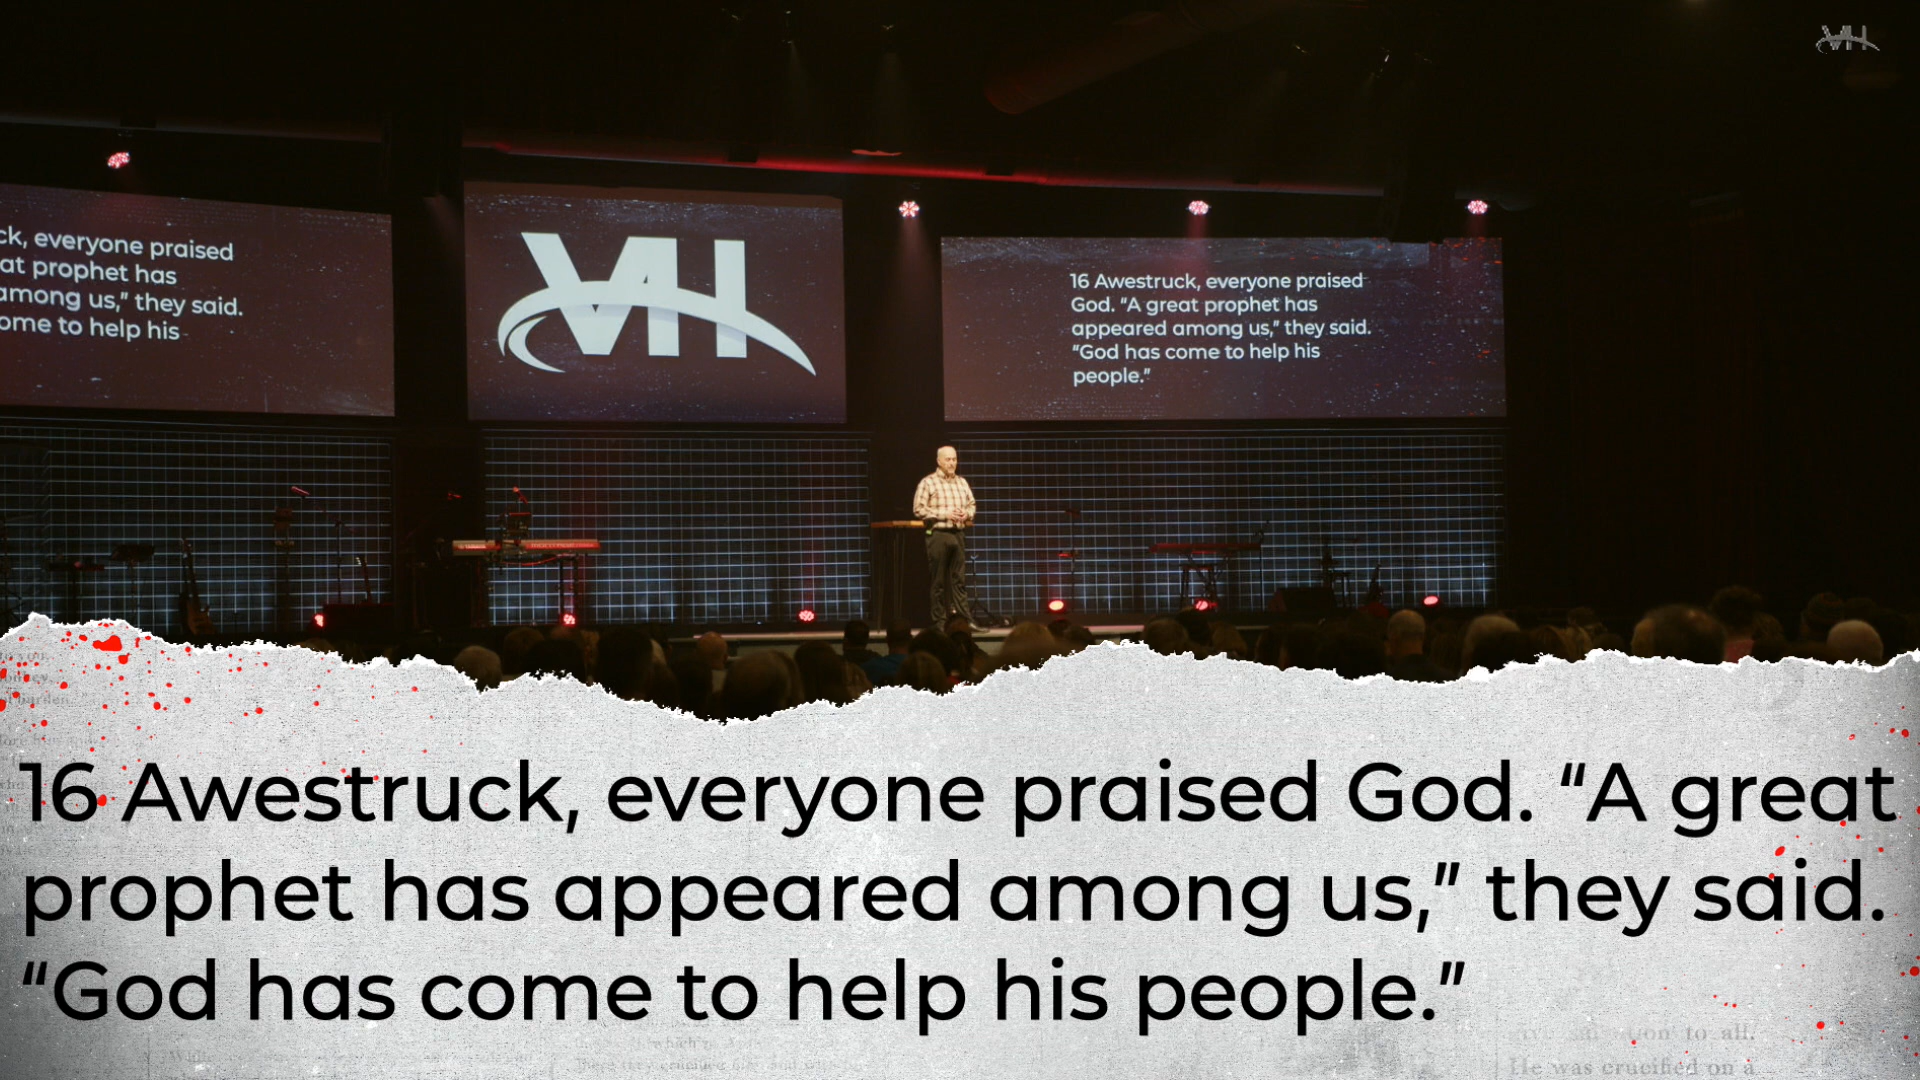 VH
ck, everyone praised
at prophet has
among us,” they said.
ome to help his
VH
16 Awestruck, everyone praised
God. “A great prophet has
appeared among us,” they said.
“God has come to help his
people.”
16 Awestruck, everyone praised God. “A great
prophet has appeared among us,” they said.
“God has come to help his people.”
to all.
He was crucified on a